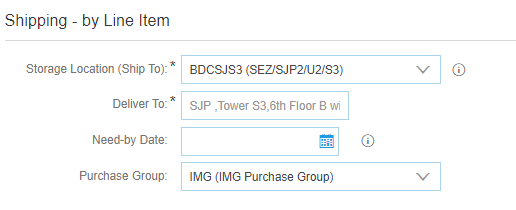 Shipping - by Line Item
Storage Location (Ship To): * BDCSJS3 (SEZ/SJP2/U2/S3)
Deliver To: * SJP ,Tower S3,6th Floor B wi
Need-by Date:
Purchase Group: IMG (IMG Purchase Group)